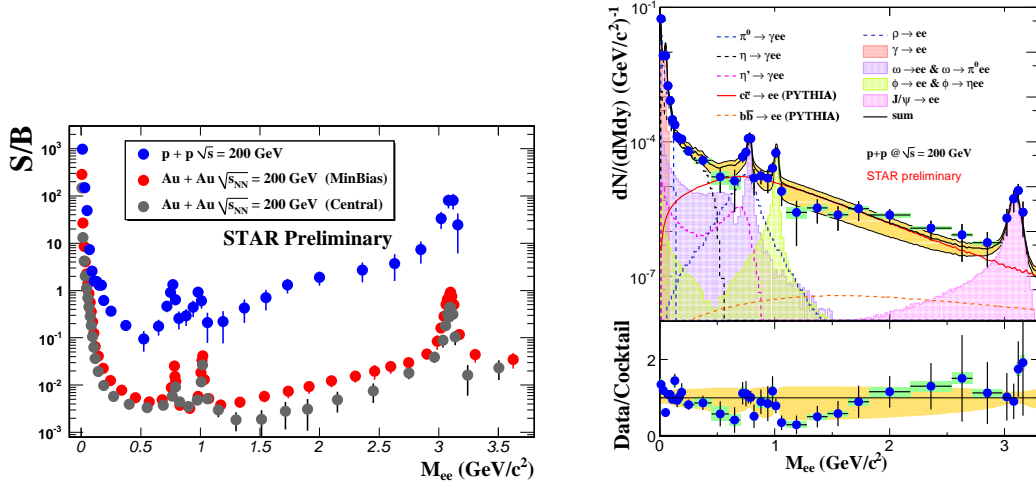 S/B
10³
10²
10
1
10⁻¹
10⁻²
10⁻³
p + p √s = 200 GeV
Au + Au √s_NN = 200 GeV (MinBias)
Au + Au √s_NN = 200 GeV (Central)
STAR Preliminary
0 0.5 1 1.5 2 2.5 3 3.5
M_ee (GeV/c²)
dN/(dMdy) (GeV/c²)⁻¹
10⁻¹
10⁻⁴
10⁻⁷
π⁰ → γee
η → γee
η' → γee
cc̄ → ee (PYTHIA)
bb̄ → ee (PYTHIA)
ρ → ee
γ → ee
ω → ee & ω → π⁰ee
ϕ → ee & ϕ → ηee
J/ψ → ee
sum
p+p @ √s = 200 GeV
STAR preliminary
Data/Cocktail
2
1
0
0 1 2 3
M_ee (GeV/c²)